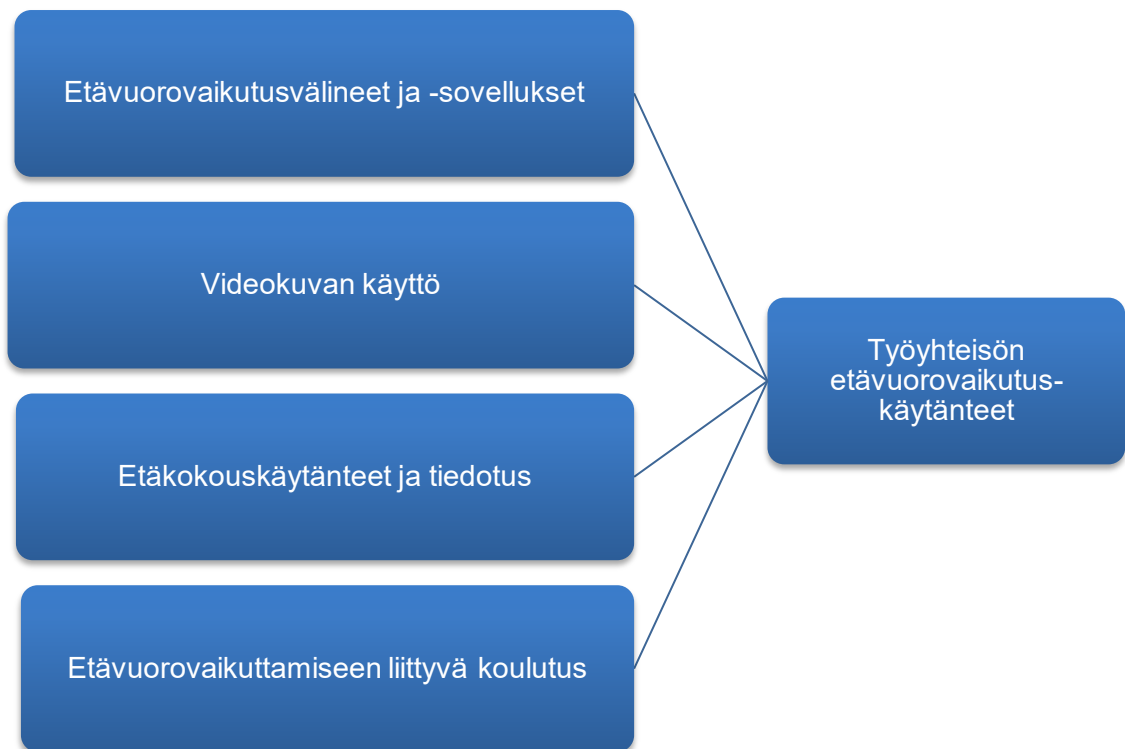 Etävuorovaikutusvälineet ja -sovellukset
Videokuvan käyttö
Etäkokouskäytänteet ja tiedotus
Etävuorovaikuttamiseen liittyvä koulutus
Työyhteisön
etävuorovaikutus-
käytänteet